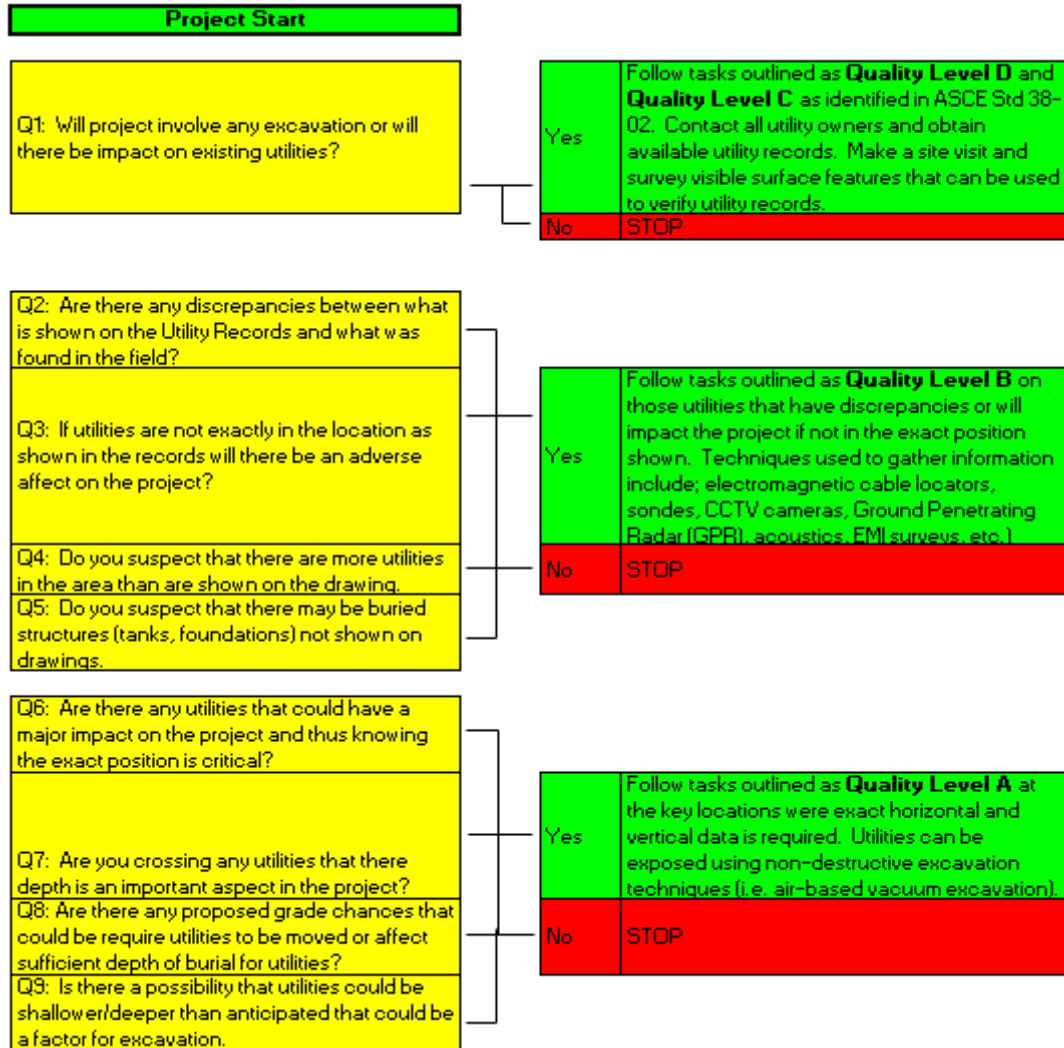 Project Start
Q1: Will project involve any excavation or will
there be impact on existing utilities?
Yes
Follow tasks outlined as Quality Level D and
Quality Level C as identified in ASCE Std 38-
02. Contact all utility owners and obtain
available utility records. Make a site visit and
survey visible surface features that can be used
to verify utility records.
No
STOP
Q2: Are there any discrepancies between what
is shown on the Utility Records and what was
found in the field?
Q3: If utilities are not exactly in the location as
shown in the records will there be an adverse
affect on the project?
Q4: Do you suspect that there are more utilities
in the area than are shown on the drawing.
Q5: Do you suspect that there may be buried
structures (tanks, foundations) not shown on
drawings.
Yes
Follow tasks outlined as Quality Level B on
those utilities that have discrepancies or will
impact the project if not in the exact position
shown. Techniques used to gather information
include; electromagnetic cable locators,
sondes, CCTV cameras, Ground Penetrating
Radar (GPR), acoustics, EMI surveys, etc.)
No
STOP
Q6: Are there any utilities that could have a
major impact on the project and thus knowing
the exact position is critical?
Q7: Are you crossing any utilities that there
depth is an important aspect in the project?
Q8: Are there any proposed grade chances that
could be require utilities to be moved or affect
sufficient depth of burial for utilities?
Q9: Is there a possibility that utilities could be
shallower/deeper than anticipated that could be
a factor for excavation.
Yes
Follow tasks outlined as Quality Level A at
the key locations were exact horizontal and
vertical data is required. Utilities can be
exposed using non-destructive excavation
techniques (i.e. air-based vacuum excavation).
No
STOP